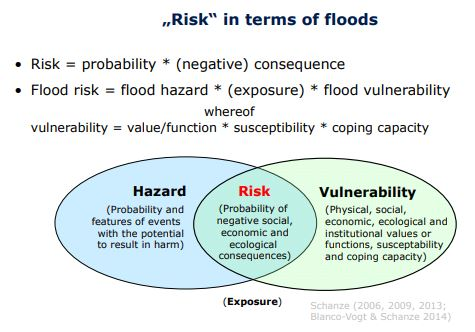 „Risk“ in terms of floods
• Risk = probability * (negative) consequence
• Flood risk = flood hazard * (exposure) * flood vulnerability
whereof
vulnerability = value/function * susceptibility * coping capacity
Hazard
(Probability and
features of events
with the potential
to result in harm)
Risk
(Probability of
negative social,
economic and
ecological
consequences)
Vulnerability
(Physical, social,
economic, ecological and
institutional values or
functions, susceptability
and coping capacity)
(Exposure)
Schanze (2006, 2009, 2013;
Blanco-Vogt & Schanze 2014)